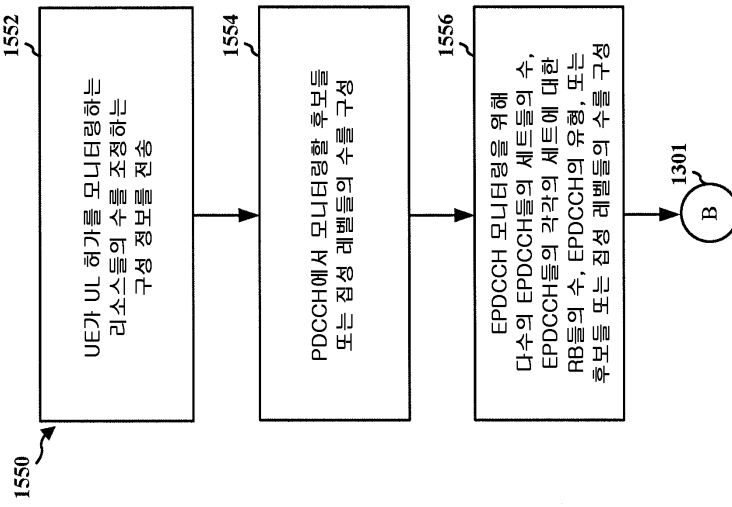 1550
1552
UE가 UL 허가를 모니터링하는
리소스들의 수를 조정하는
구성 정보를 전송
1554
PDCCH에서 모니터링할 후보들
또는 집성 레벨들의 수를 구성
1556
EPDCCH 모니터링을 위해
다수의 EPDCCH들의 세트들의 수,
EPDCCH들의 각각의 세트에 대한
RB들의 수, EPDCCH의 유형, 또는
후보들 또는 집성 레벨들의 수를 구성
1301
B